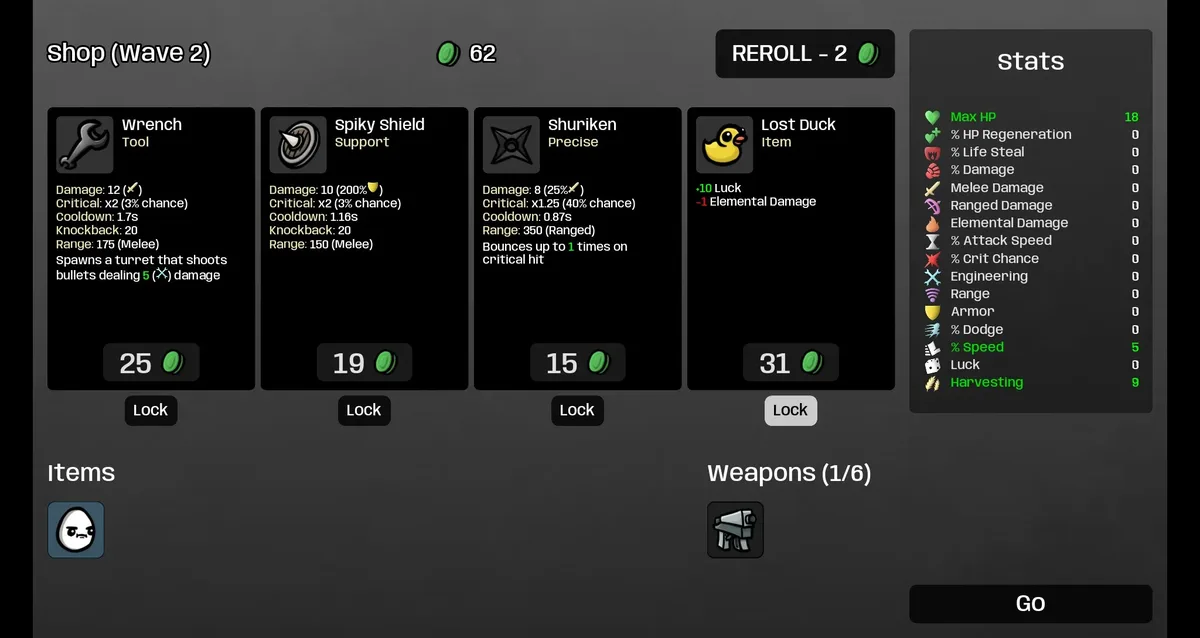 Shop (Wave 2)
62
REROLL - 2
Wrench
Tool
Damage: 12 ( )
Critical: x2 (3% chance)
Cooldown: 1.7s
Knockback: 20
Range: 175 (Melee)
Spawns a turret that shoots
bullets dealing 5 ( ) damage
25
Lock
Spiky Shield
Support
Damage: 10 (200% )
Critical: x2 (3% chance)
Cooldown: 1.16s
Knockback: 20
Range: 150 (Melee)
19
Lock
Shuriken
Precise
Damage: 8 (25% )
Critical: x1.25 (40% chance)
Cooldown: 0.87s
Range: 350 (Ranged)
Bounces up to 1 times on
critical hit
15
Lock
Lost Duck
Item
+10 Luck
-1 Elemental Damage
31
Lock
Stats
Max HP 18
% HP Regeneration 0
% Life Steal 0
% Damage 0
Melee Damage 0
Ranged Damage 0
Elemental Damage 0
% Attack Speed 0
% Crit Chance 0
Engineering 0
Range 0
Armor 0
% Dodge 0
% Speed 5
Luck 0
Harvesting 9
Items
Weapons (1/6)
Go